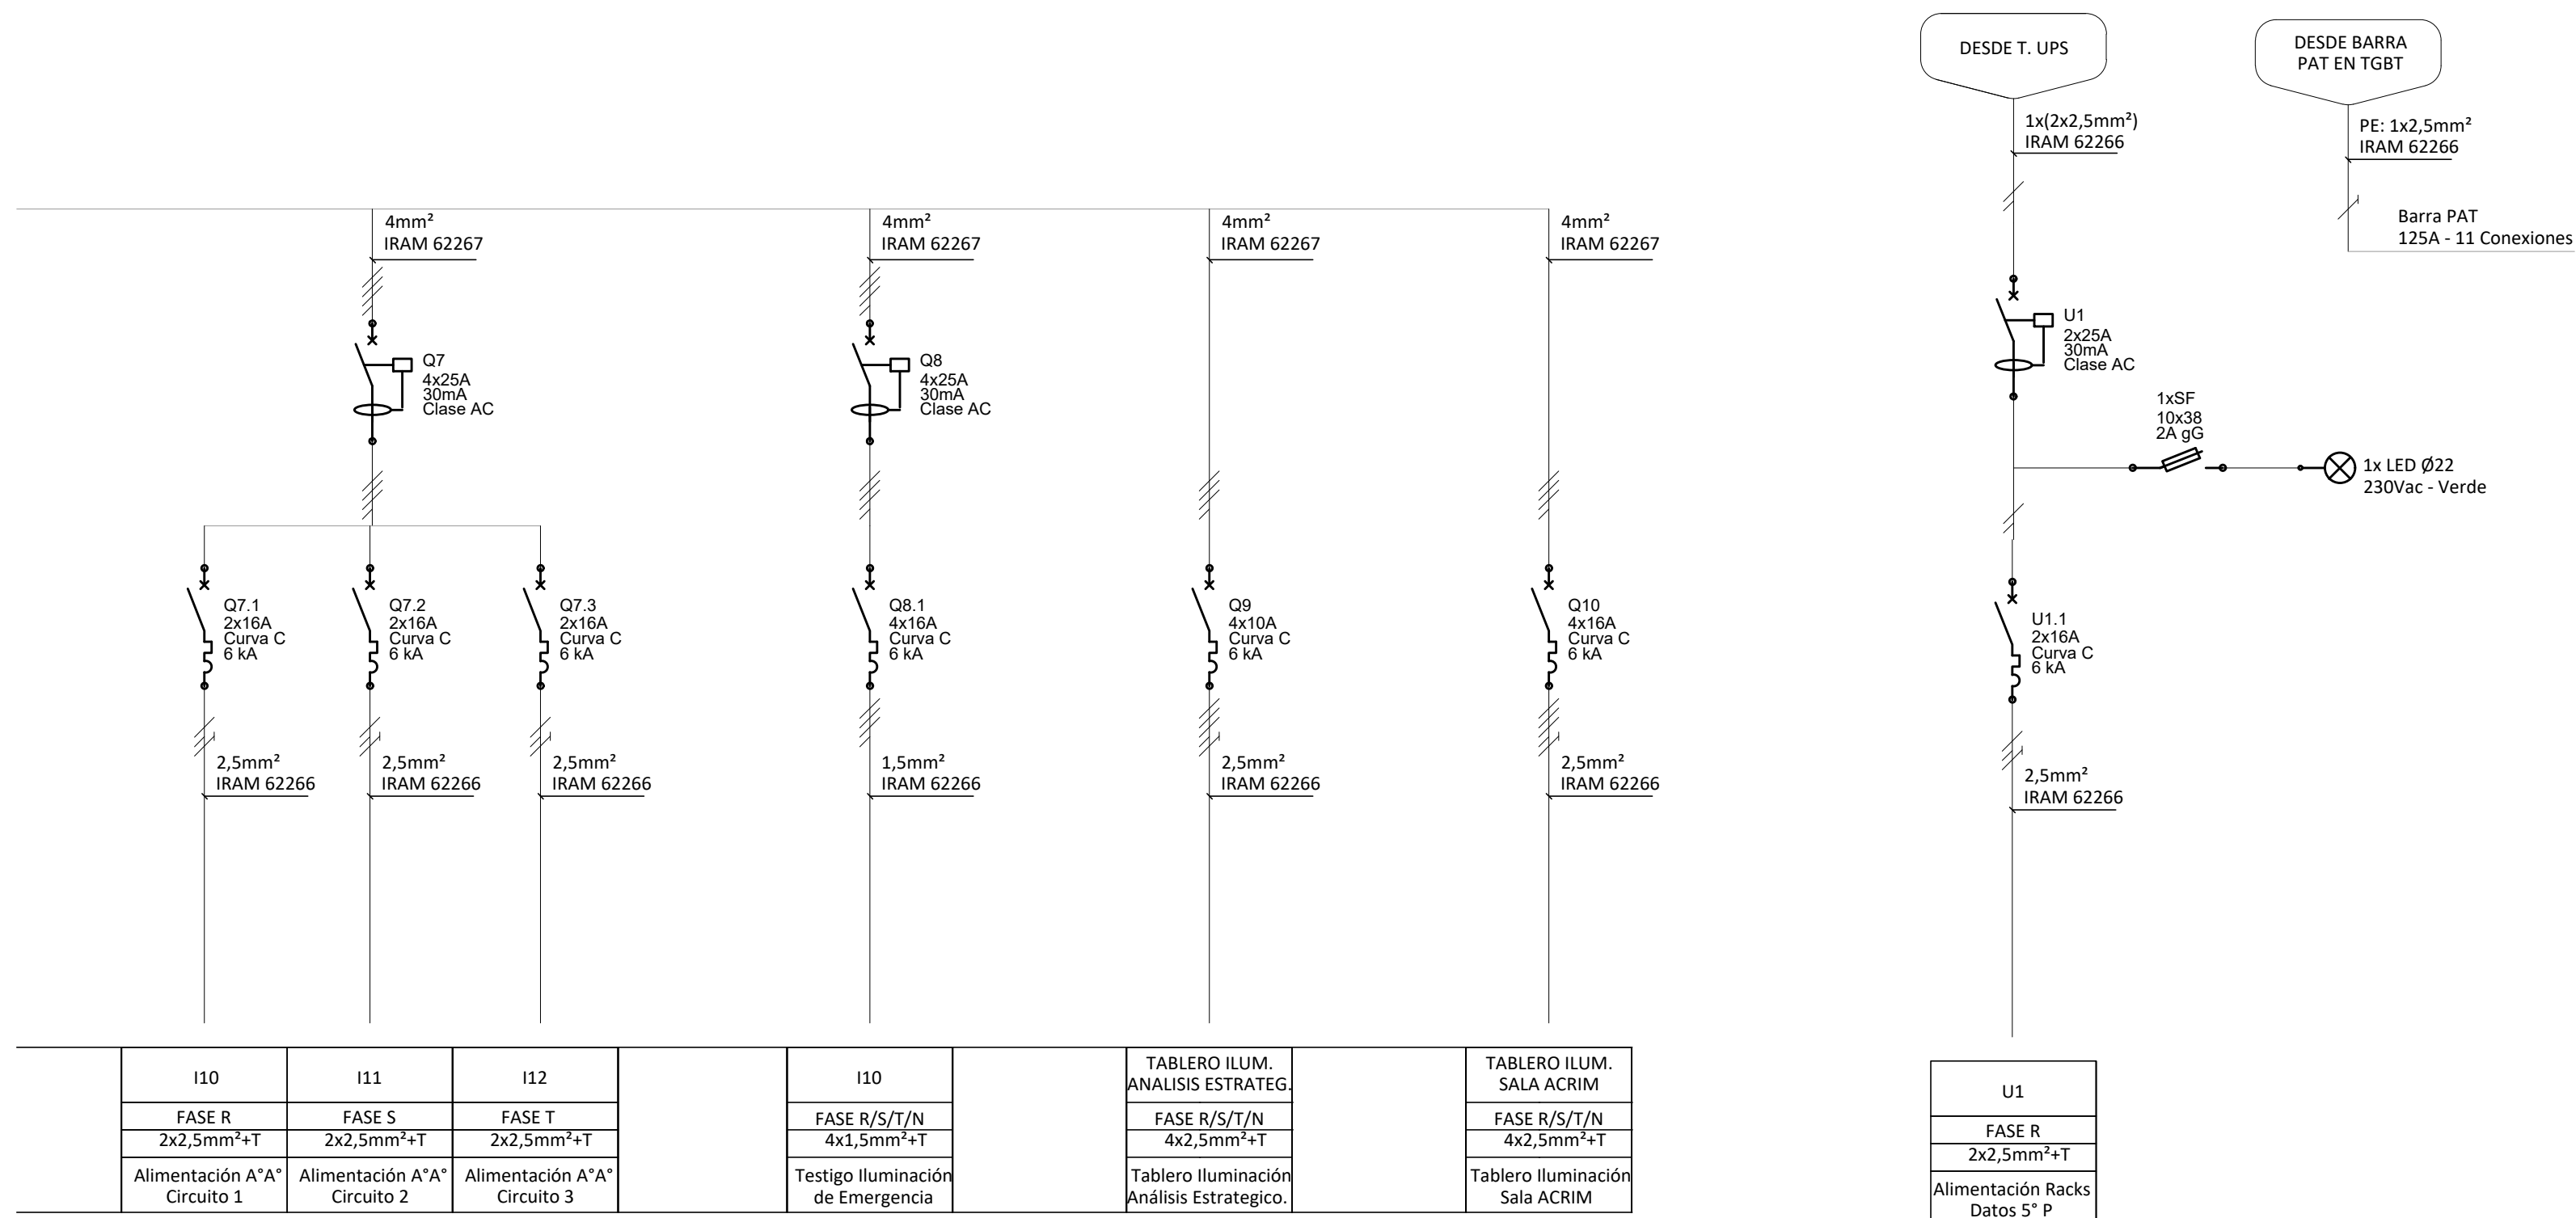 DESDE T. UPS
DESDE BARRA
PAT EN TGBT
1x(2x2,5mm²)
IRAM 62266
PE: 1x2,5mm²
IRAM 62266
Barra PAT
125A - 11 Conexiones
4mm²
IRAM 62267
4mm²
IRAM 62267
4mm²
IRAM 62267
4mm²
IRAM 62267
Q7
4x25A
30mA
Clase AC
Q8
4x25A
30mA
Clase AC
U1
2x25A
30mA
Clase AC
1xSF
10x38
2A gG
1x LED Ø22
230Vac - Verde
Q7.1
2x16A
Curva C
6 kA
Q7.2
2x16A
Curva C
6 kA
Q7.3
2x16A
Curva C
6 kA
Q8.1
4x16A
Curva C
6 kA
Q9
4x10A
Curva C
6 kA
Q10
4x16A
Curva C
6 kA
U1.1
2x16A
Curva C
6 kA
2,5mm²
IRAM 62266
2,5mm²
IRAM 62266
2,5mm²
IRAM 62266
1,5mm²
IRAM 62266
2,5mm²
IRAM 62266
2,5mm²
IRAM 62266
2,5mm²
IRAM 62266
I10
FASE R
2x2,5mm²+T
Alimentación A°A°
Circuito 1
I11
FASE S
2x2,5mm²+T
Alimentación A°A°
Circuito 2
I12
FASE T
2x2,5mm²+T
Alimentación A°A°
Circuito 3
I10
FASE R/S/T/N
4x1,5mm²+T
Testigo Iluminación
de Emergencia
TABLERO ILUM.
ANALISIS ESTRATEG.
FASE R/S/T/N
4x2,5mm²+T
Tablero Iluminación
Análisis Estrategico.
TABLERO ILUM.
SALA ACRIM
FASE R/S/T/N
4x2,5mm²+T
Tablero Iluminación
Sala ACRIM
U1
FASE R
2x2,5mm²+T
Alimentación Racks
Datos 5° P